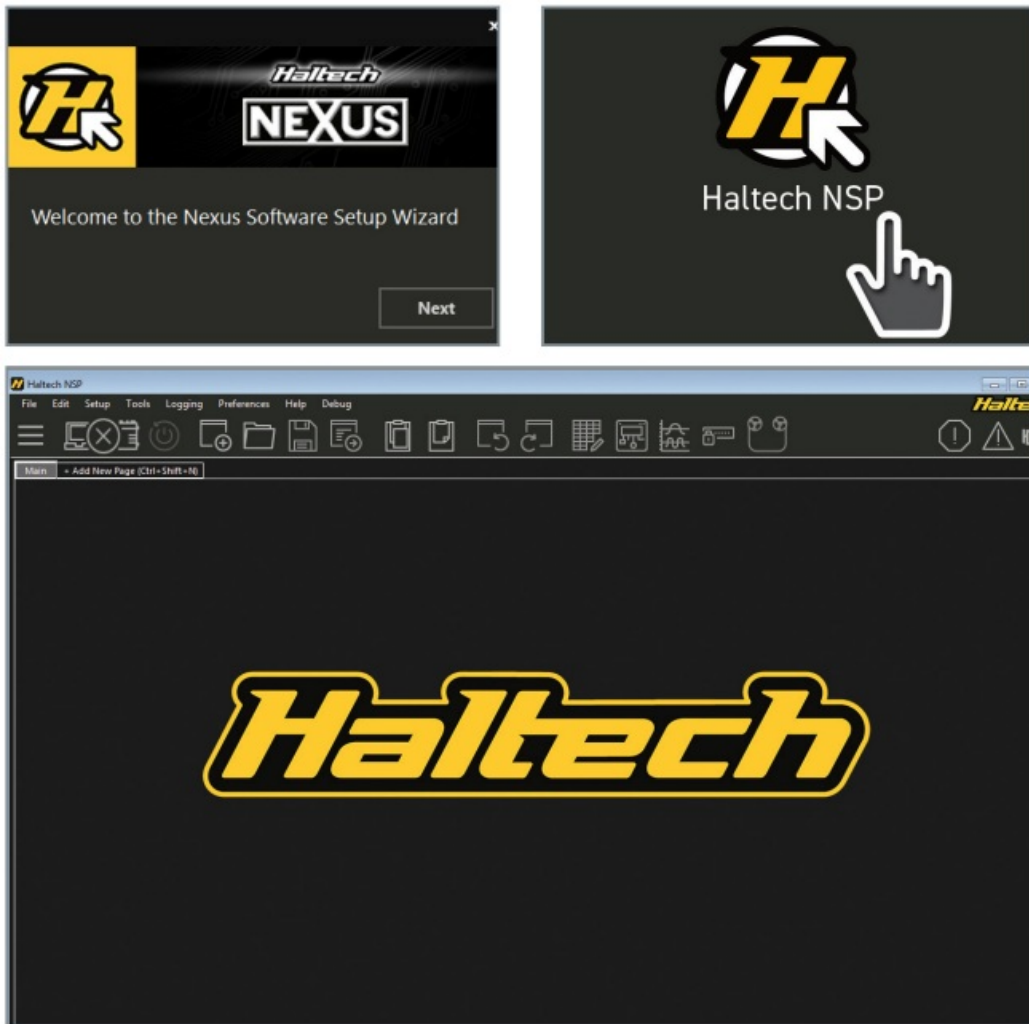 Haltech
NEXUS
Welcome to the Nexus Software Setup Wizard
Next
Haltech NSP
Haltech NSP
File Edit Setup Tools Logging Preferences Help Debug
Main + Add New Page (Ctrl+Shift+N)
Haltech